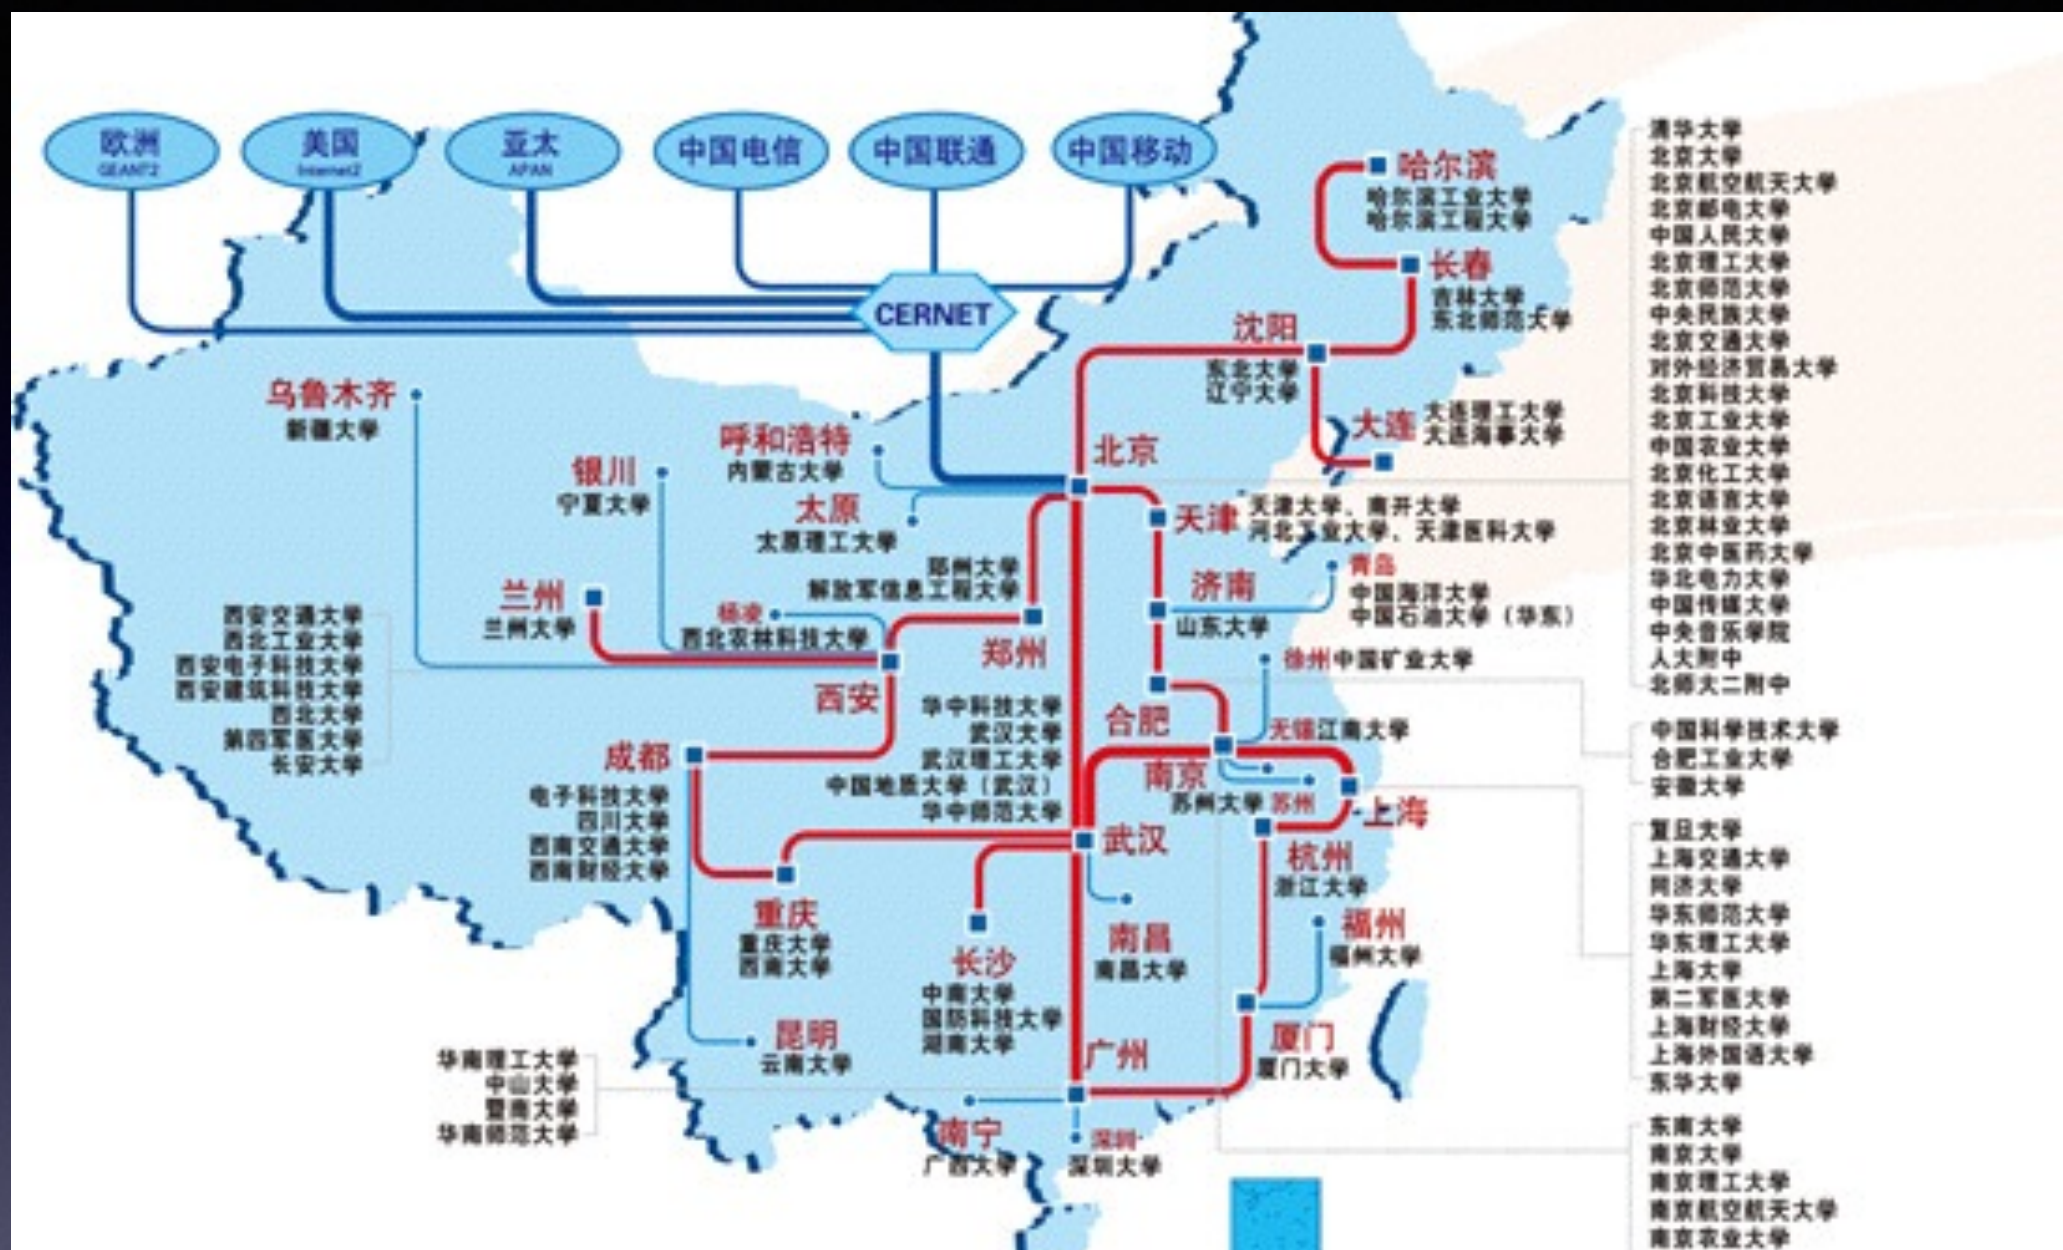 欧洲
GEANT2
美国
Internet2
亚太
APAN
中国电信
中国联通
中国移动
CERNET
哈尔滨
哈尔滨工业大学
哈尔滨工程大学
长春
吉林大学
东北师范大学
沈阳
东北大学
辽宁大学
大连
大连理工大学
大连海事大学
乌鲁木齐
新疆大学
呼和浩特
内蒙古大学
银川
宁夏大学
太原
太原理工大学
北京
天津
天津大学、南开大学
河北工业大学、天津医科大学
郑州大学
解放军信息工程大学
郑州
济南
山东大学
青岛
中国海洋大学
中国石油大学（华东）
兰州
兰州大学
杨凌
西北农林科技大学
西安交通大学
西北工业大学
西安电子科技大学
西安建筑科技大学
西北大学
第四军医大学
长安大学
西安
徐州中国矿业大学
合肥
无锡江南大学
南京
苏州大学 苏州
上海
华中科技大学
武汉大学
武汉理工大学
中国地质大学（武汉）
华中师范大学
武汉
成都
电子科技大学
四川大学
西南交通大学
西南财经大学
重庆
重庆大学
西南大学
杭州
浙江大学
长沙
中南大学
国防科技大学
湖南大学
南昌
南昌大学
福州
福州大学
昆明
云南大学
厦门
厦门大学
广州
华南理工大学
中山大学
暨南大学
华南师范大学
南宁
广西大学
深圳
深圳大学
清华大学
北京大学
北京航空航天大学
北京邮电大学
中国人民大学
北京理工大学
北京师范大学
中央民族大学
北京交通大学
对外经济贸易大学
北京科技大学
北京工业大学
中国农业大学
北京化工大学
北京语言大学
北京林业大学
北京中医药大学
华北电力大学
中国传媒大学
中央音乐学院
人大附中
北师大二附中
中国科学技术大学
合肥工业大学
安徽大学
复旦大学
上海交通大学
同济大学
华东师范大学
华东理工大学
上海大学
第二军医大学
上海财经大学
上海外国语大学
东华大学
东南大学
南京大学
南京理工大学
南京航空航天大学
南京农业大学